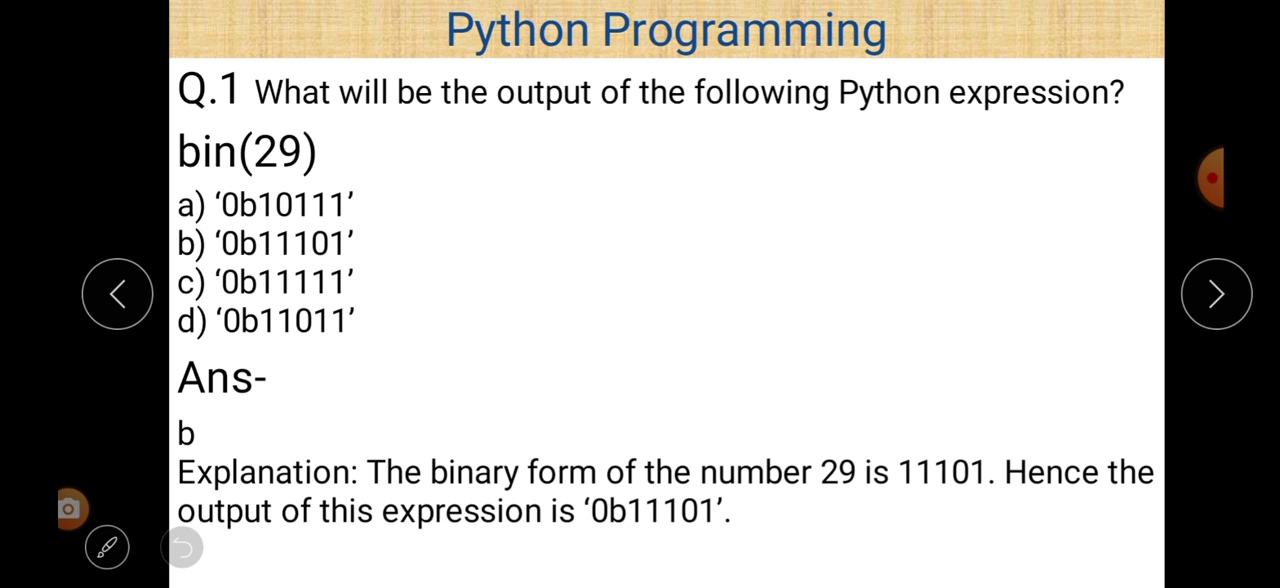 Python Programming
Q.1 What will be the output of the following Python expression?
bin(29)
a) ‘0b10111’
b) ‘0b11101’
c) ‘0b11111’
d) ‘0b11011’
Ans-
b
Explanation: The binary form of the number 29 is 11101. Hence the
output of this expression is ‘0b11101’.